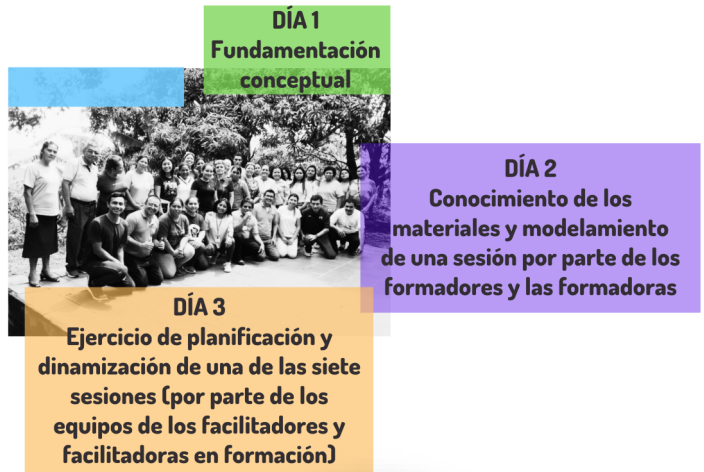 DÍA 1
Fundamentación
conceptual
DÍA 2
Conocimiento de los
materiales y modelamiento
de una sesión por parte de los
formadores y las formadoras
DÍA 3
Ejercicio de planificación y
dinamización de una de las siete
sesiones (por parte de los
equipos de los facilitadores y
facilitadoras en formación)